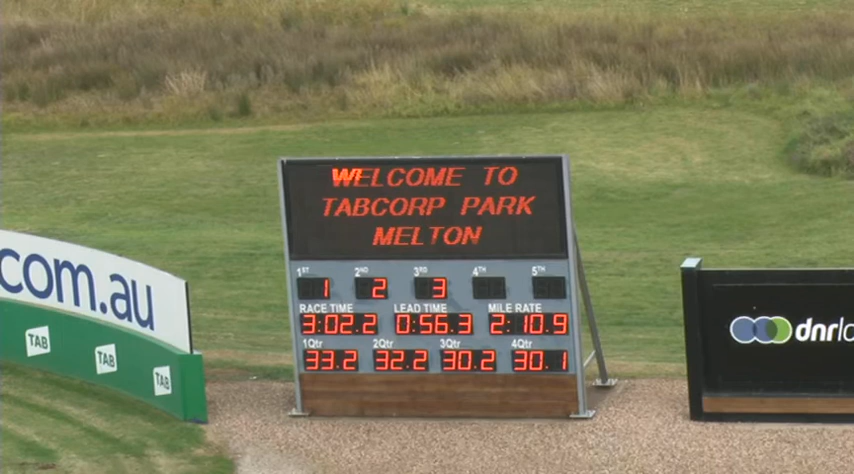 WELCOME TO
TABCORP PARK
MELTON
1ST 2ND 3RD 4TH 5TH
1 2 3
RACE TIME LEAD TIME MILE RATE
3:02.2 0:56.3 2:10.9
1Qtr 2Qtr 3Qtr 4Qtr
33.2 32.2 30.2 30.1
com.au
TAB TAB TAB
dnrlo